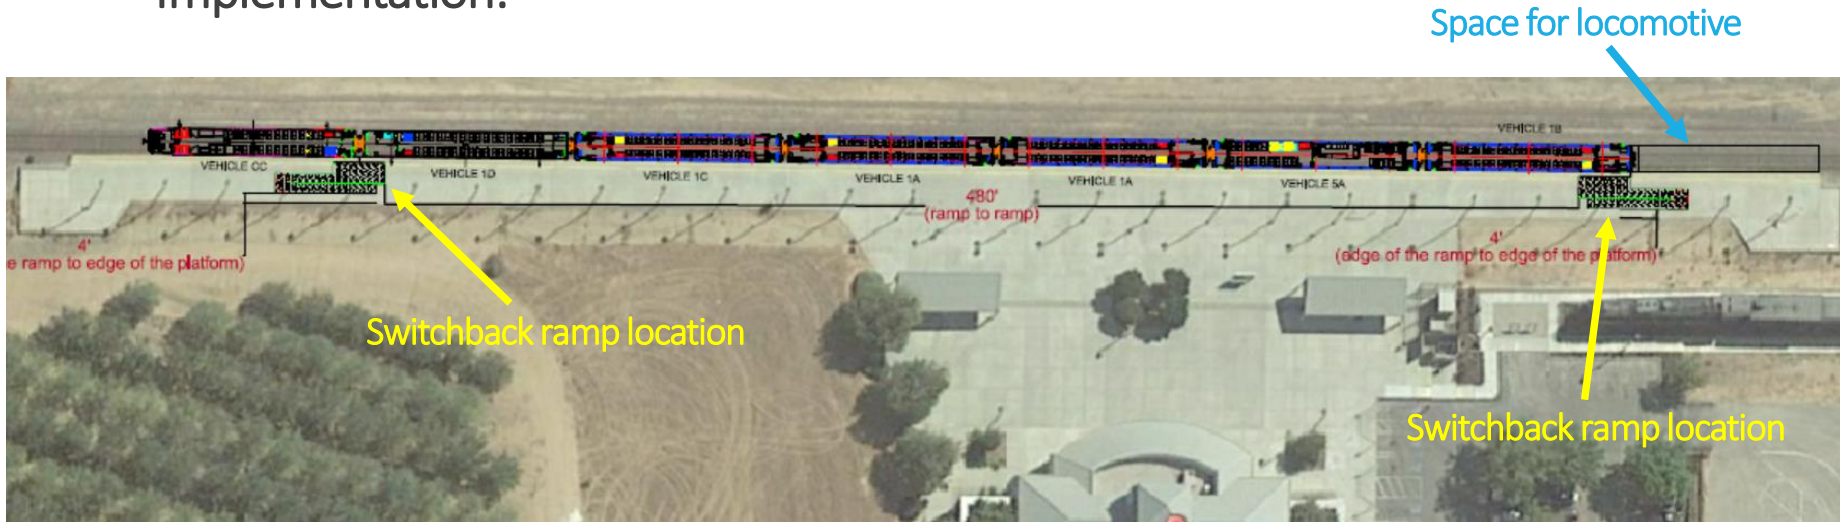 implementation.
Space for locomotive
VEHICLE 1B
VEHICLE CC
VEHICLE 1D
VEHICLE 1C
VEHICLE 1A
VEHICLE 1A
VEHICLE 5A
480'
(ramp to ramp)
4'
e ramp to edge of the platform)
4'
(edge of the ramp to edge of the platform)
Switchback ramp location
Switchback ramp location